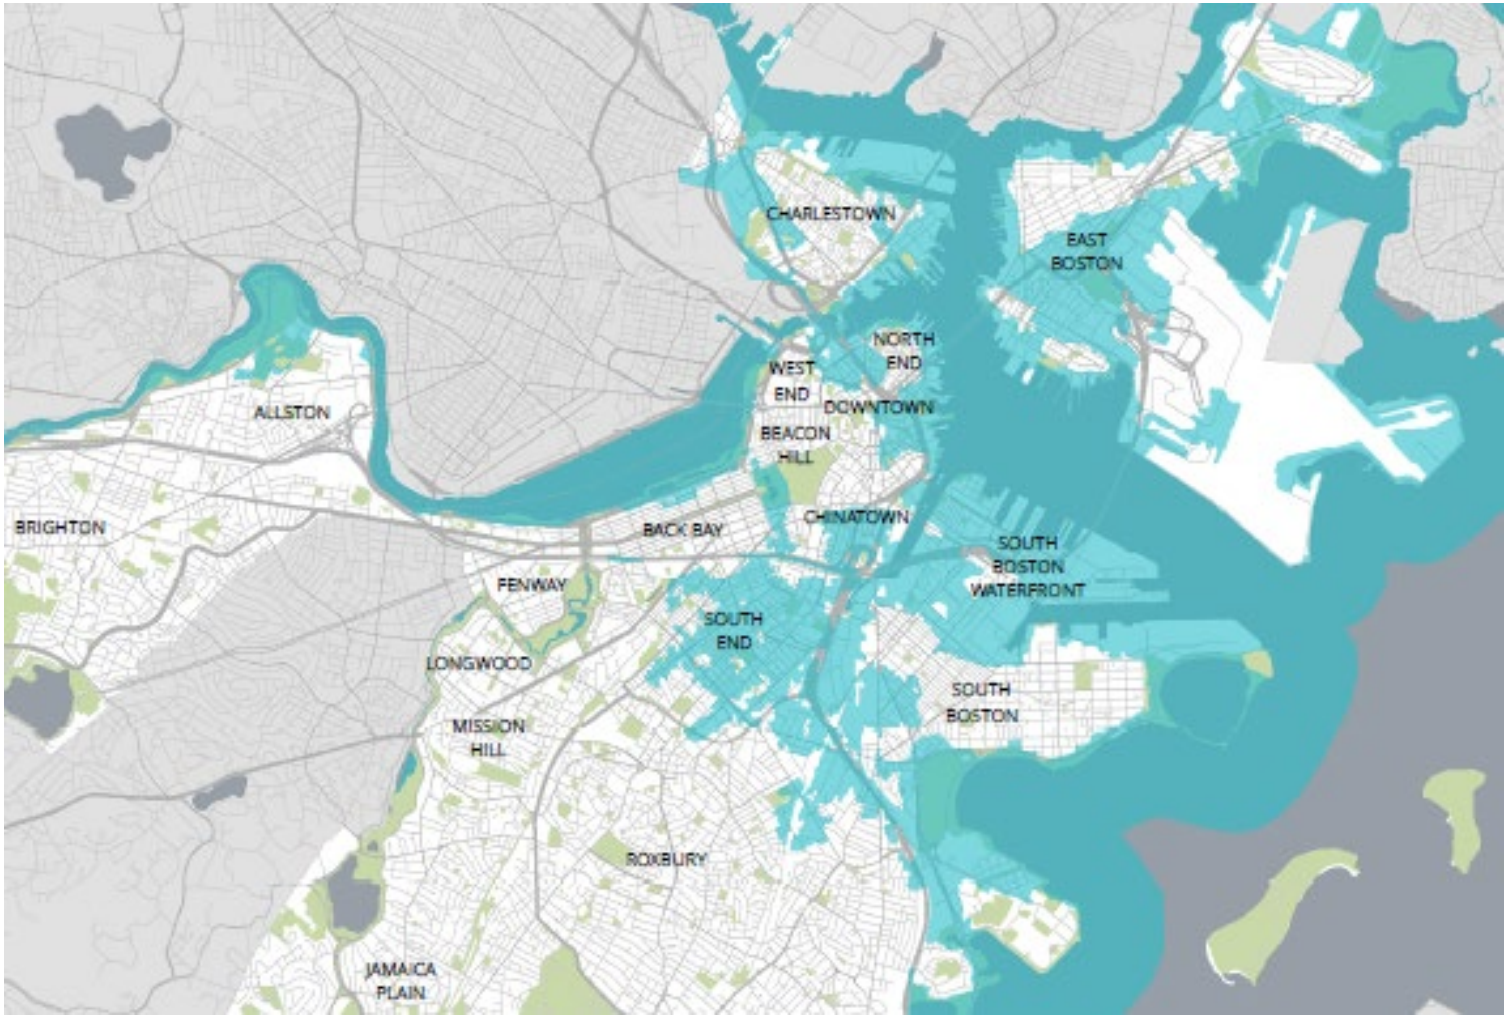 CHARLESTOWN
EAST
BOSTON
NORTH
END
WEST
END
DOWNTOWN
ALLSTON
BEACON
HILL
BRIGHTON
BACK BAY
CHINATOWN
SOUTH
BOSTON
WATERFRONT
FENWAY
SOUTH
END
LONGWOOD
SOUTH
BOSTON
MISSION
HILL
ROXBURY
JAMAICA
PLAIN